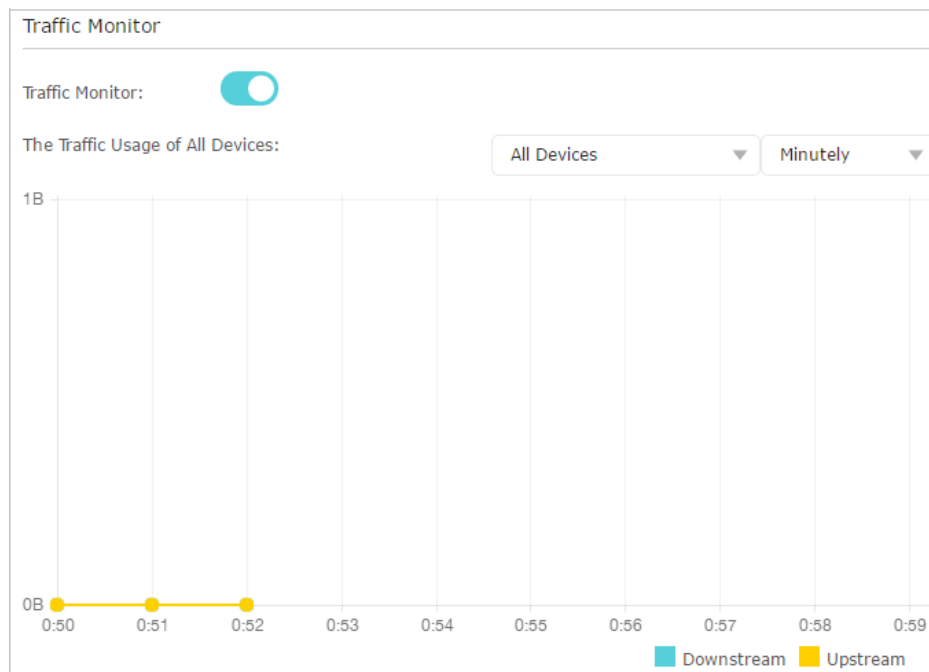 Traffic Monitor
Traffic Monitor:
The Traffic Usage of All Devices:
All Devices
Minutely
1B
0B
0:50 0:51 0:52 0:53 0:54 0:55 0:56 0:57 0:58 0:59
Downstream Upstream